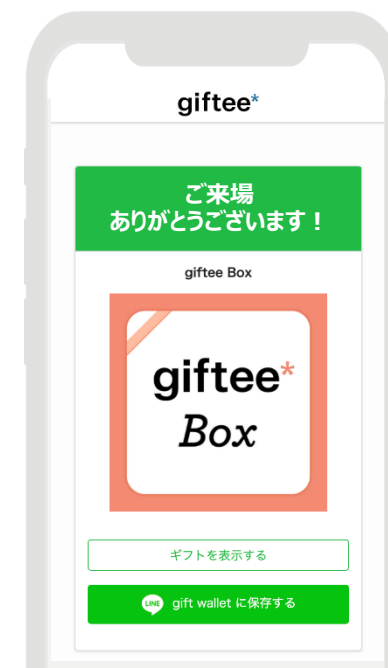 giftee*
ご来場
ありがとうございます！
giftee Box
giftee*
Box
ギフトを表示する
LINE gift wallet に保存する